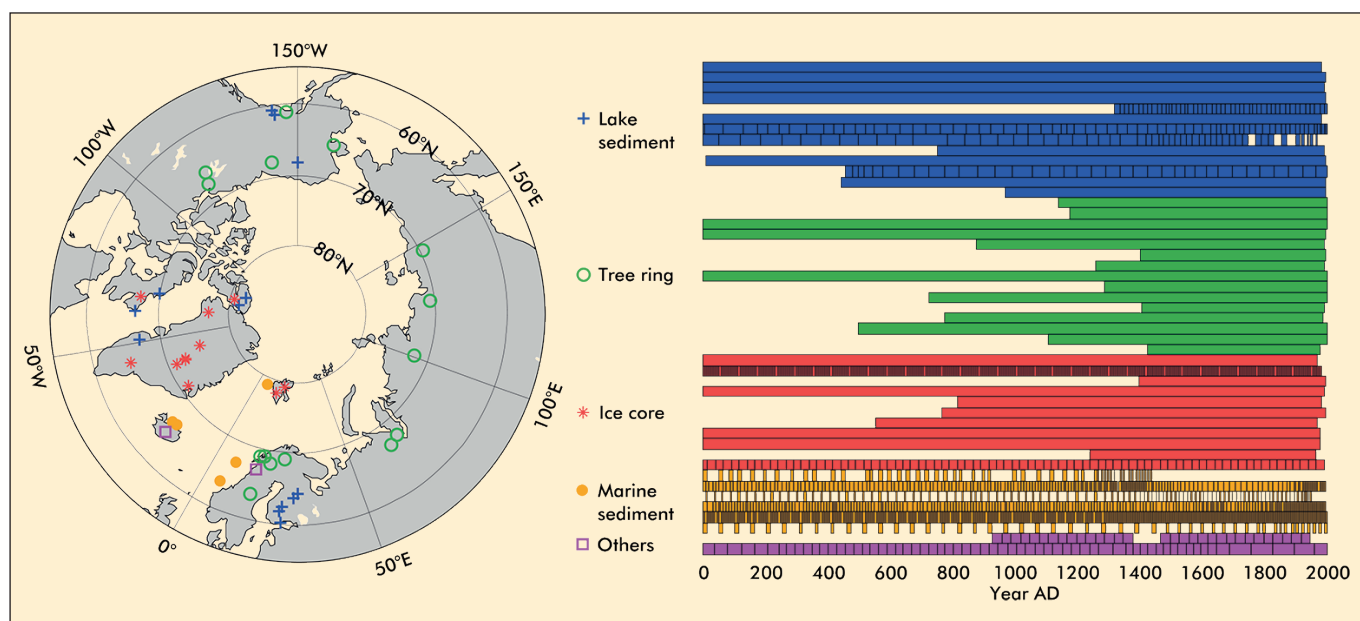 150°W
100°W
60°N
150°E
70°N
80°N
50°W
100°E
0°
50°E
Lake
sediment
Tree ring
Ice core
Marine
sediment
Others
0 200 400 600 800 1000 1200 1400 1600 1800 2000
Year AD